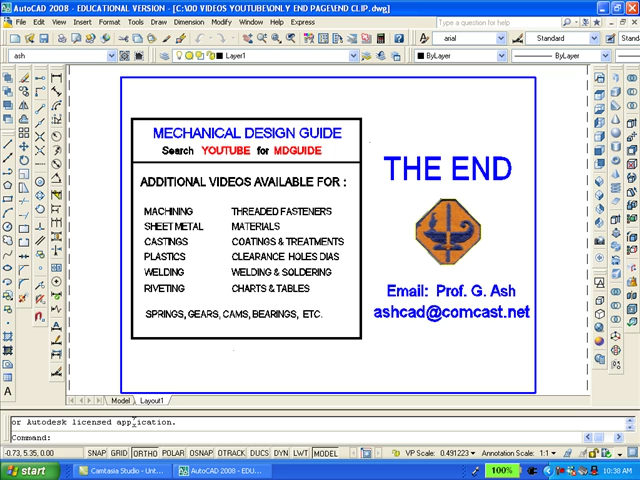 AutoCAD 2008 - EDUCATIONAL VERSION - [C:\00 VIDEOS YOUTUBE\ONLY END PAGE\END CLIP.dwg]
File Edit View Insert Format Tools Draw Dimension Modify Window Help Express
Type a question for help
arial
Standard
Standa
ash
Layer1
ByLayer
ByLayer
MECHANICAL DESIGN GUIDE
Search YOUTUBE for MDGUIDE
ADDITIONAL VIDEOS AVAILABLE FOR :
MACHINING THREADED FASTENERS
SHEET METAL MATERIALS
CASTINGS COATINGS & TREATMENTS
PLASTICS CLEARANCE HOLES DIAS
WELDING WELDING & SOLDERING
RIVETING CHARTS & TABLES
SPRINGS, GEARS, CAMS, BEARINGS, ETC.
THE END
Email: Prof. G. Ash
ashcad@comcast.net
Model Layout1
or Autodesk licensed application.
Command:
-0.73, 5.35, 0.00 SNAP GRID ORTHO POLAR OSNAP OTRACK DUCS DYN LWT MODEL VP Scale: 0.491223 Annotation Scale: 1:1
start Camtasia Studio - Unt... AutoCAD 2008 - EDU... 100% 10:38 AM